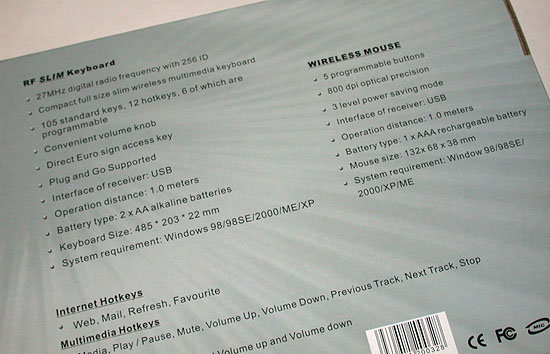 RF SLIM Keyboard
27MHz digital radio frequency with 256 ID
Compact full size slim wireless multimedia keyboard
105 standard keys, 12 hotkeys, 6 of which are
programmable
Convenient volume knob
Direct Euro sign access key
Plug and Go Supported
Interface of receiver: USB
Operation distance: 1.0 meters
Battery type: 2 x AA alkaline batteries
Keyboard Size: 485 * 203 * 22 mm
System requirement: Windows 98/98SE/2000/ME/XP
WIRELESS MOUSE
5 programmable buttons
800 dpi optical precision
3 level power saving mode
Interface of receiver: USB
Operation distance: 1.0 meters
Battery type: 1 x AAA rechargeable battery
Mouse size: 132x 68 x 38 mm
System requirement: Window 98/98SE/
2000/XP/ME
Internet Hotkeys
Web, Mail, Refresh, Favourite
Multimedia Hotkeys
Media, Play / Pause, Mute, Volume Up, Volume Down, Previous Track, Next Track, Stop
Volume up and Volume down
CE FC MIC